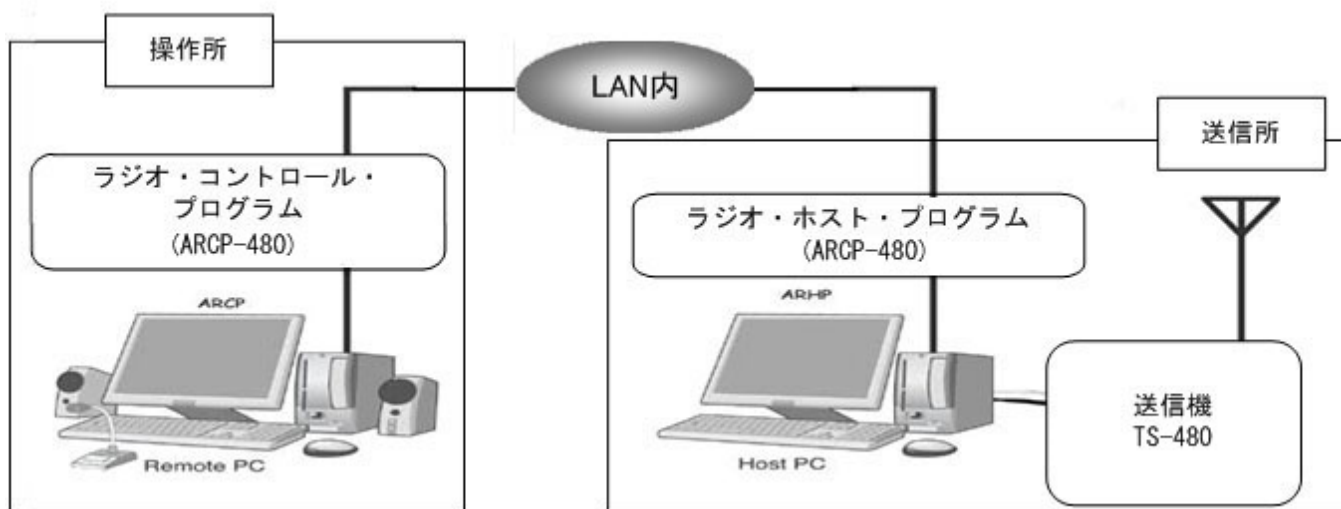 操作所
LAN内
送信所
ラジオ・コントロール・
プログラム
(ARCP-480)
ラジオ・ホスト・プログラム
(ARCP-480)
ARCP
ARHP
送信機
TS-480
Remote PC
Host PC